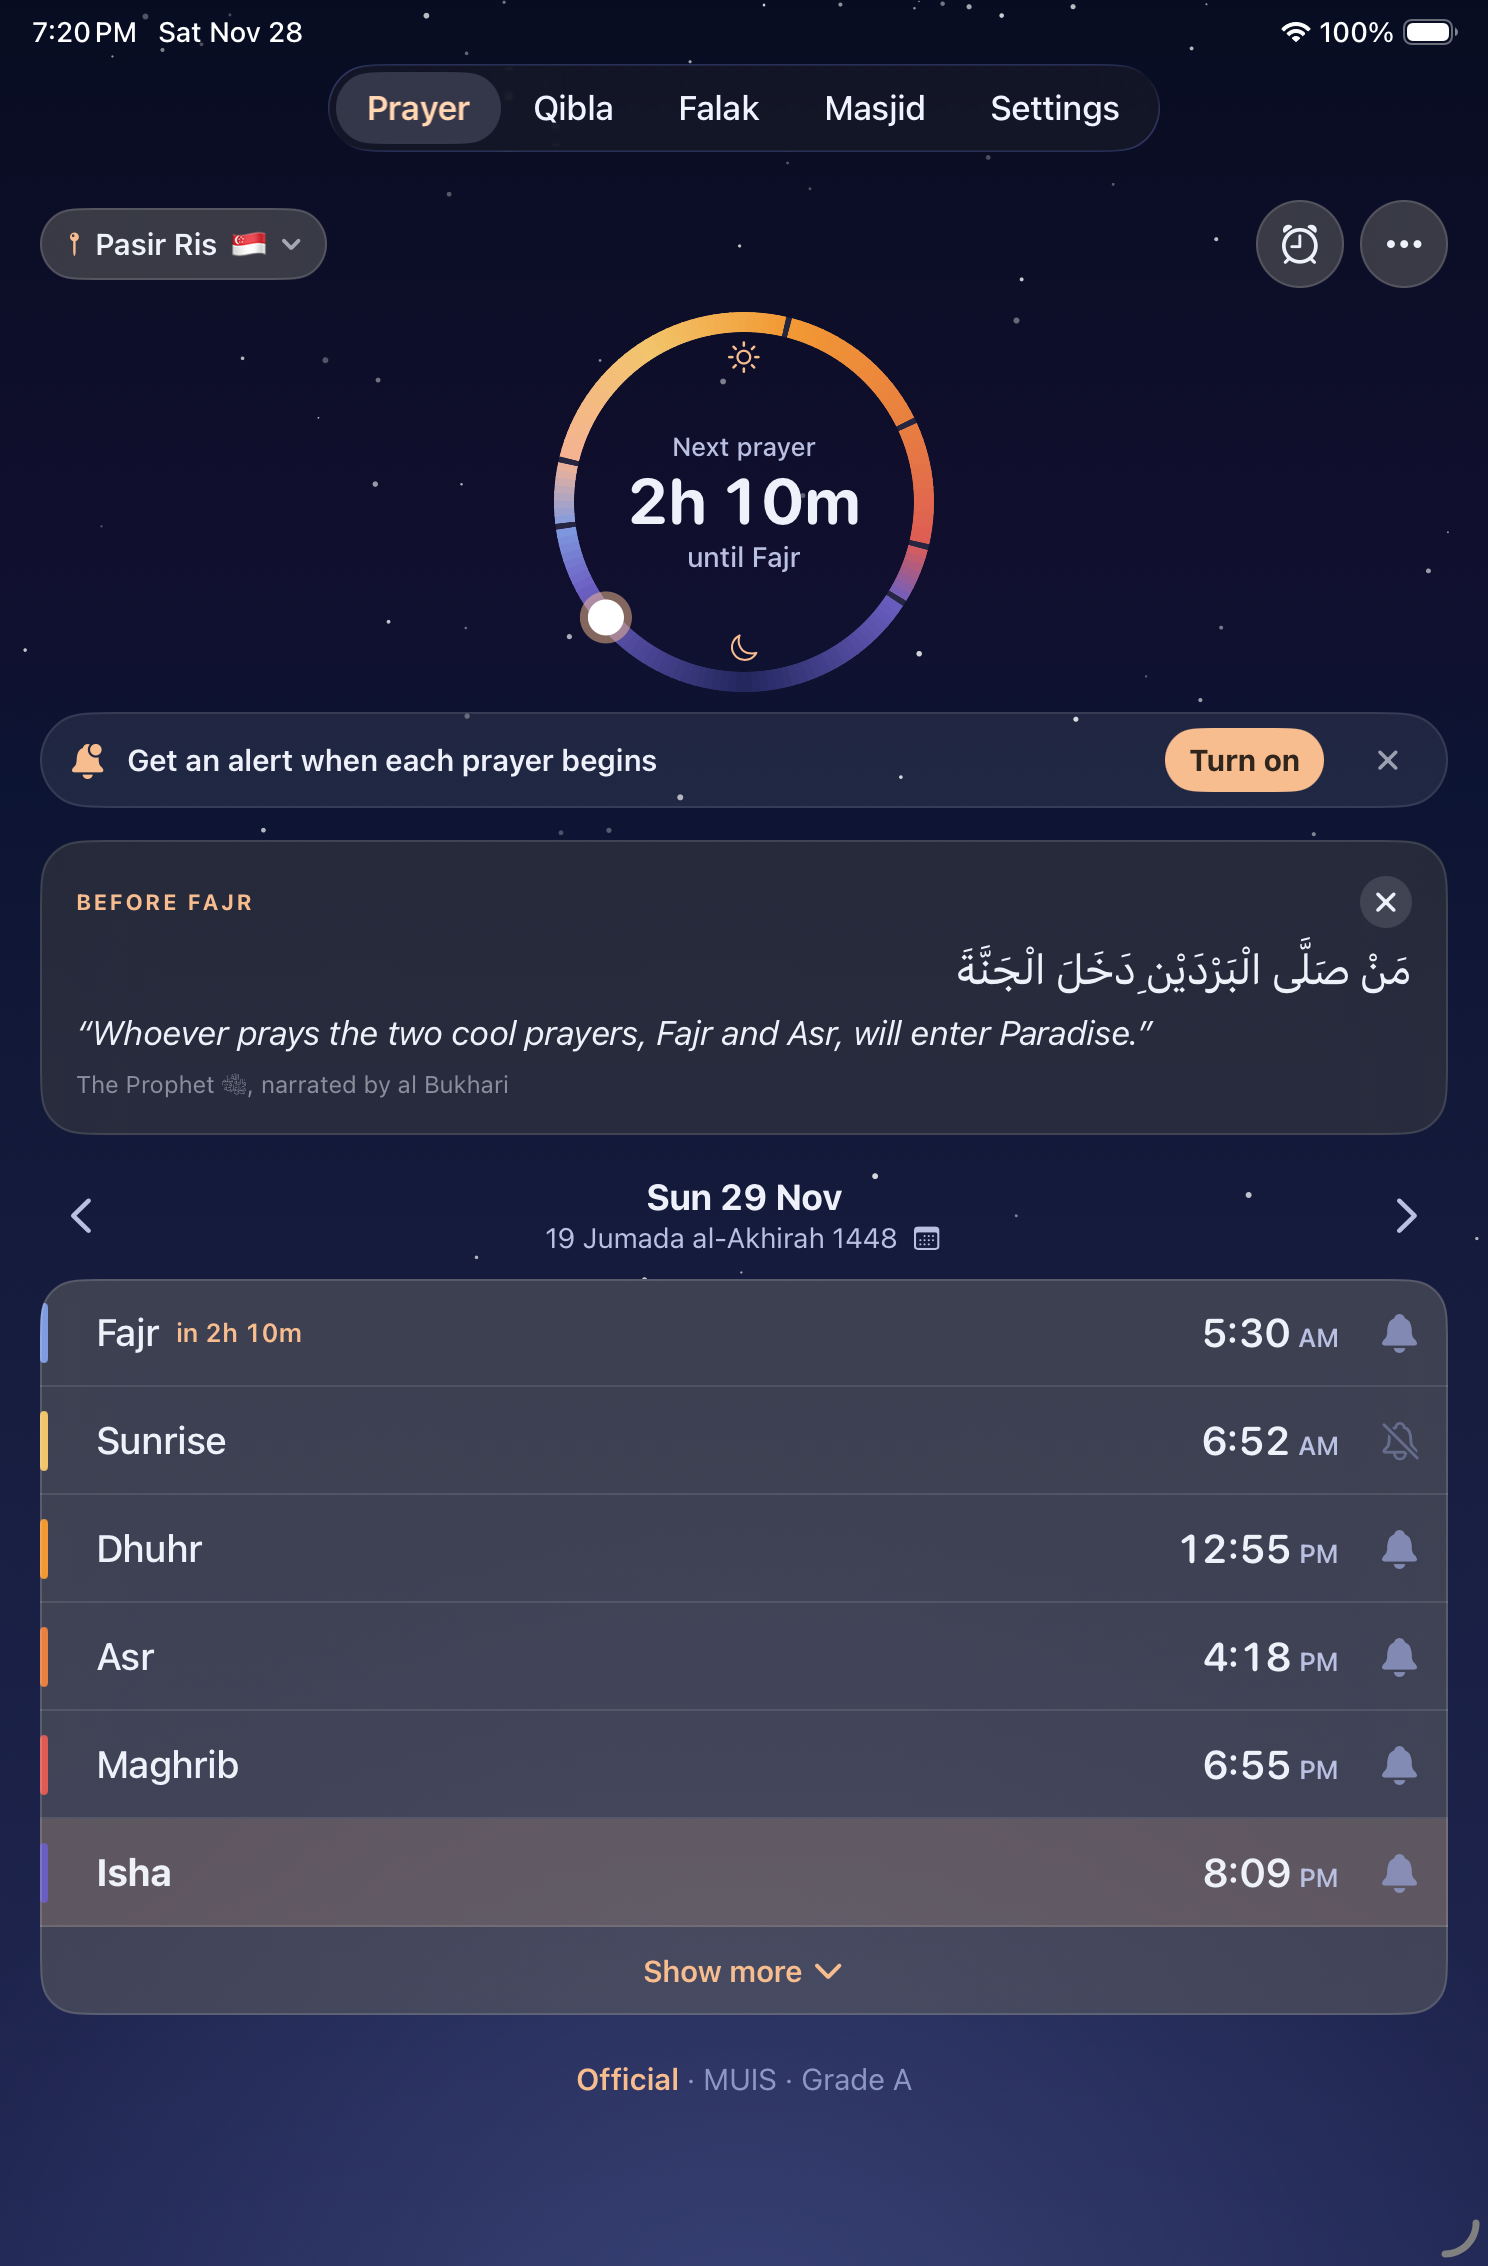 7:20 PM Sat Nov 28
100%
Prayer Qibla Falak Masjid Settings
Pasir Ris 🇸🇬
Next prayer
2h 10m
until Fajr
Get an alert when each prayer begins
Turn on
BEFORE FAJR
مَنْ صَلَّى الْبَرْدَيْنِ دَخَلَ الْجَنَّةَ
“Whoever prays the two cool prayers, Fajr and Asr, will enter Paradise.”
The Prophet ﷺ, narrated by al Bukhari
Sun 29 Nov
19 Jumada al-Akhirah 1448
Fajr in 2h 10m 5:30 AM
Sunrise 6:52 AM
Dhuhr 12:55 PM
Asr 4:18 PM
Maghrib 6:55 PM
Isha 8:09 PM
Show more
Official · MUIS · Grade A